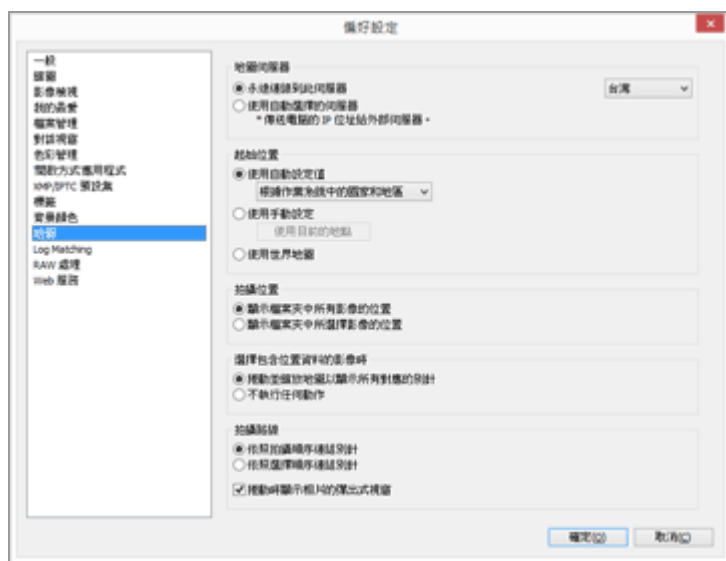 偏好設定
一般
縮圖
影像檢視
我的最愛
檔案管理
對話視窗
色彩管理
開啟方式應用程式
XMP/IPTC 預設集
標籤
背景顏色
地圖
Log Matching
RAW 處理
Web 服務
地圖伺服器
永遠連線到此伺服器
台灣
使用自動選擇的伺服器
* 傳送電腦的 IP 位址給外部伺服器。
起始位置
使用自動設定值
根據作業系統中的國家和地區
使用手動設定
使用目前的地點
使用世界地圖
拍攝位置
顯示檔案夾中所有影像的位置
顯示檔案夾中所選擇影像的位置
選擇包含位置資料的影像時
捲動並縮放地圖以顯示所有對應的別針
不執行任何動作
拍攝路線
依照拍攝順序連結別針
依照選擇順序連結別針
捲動時顯示相片的彈出式視窗
確定(O)
取消(C)